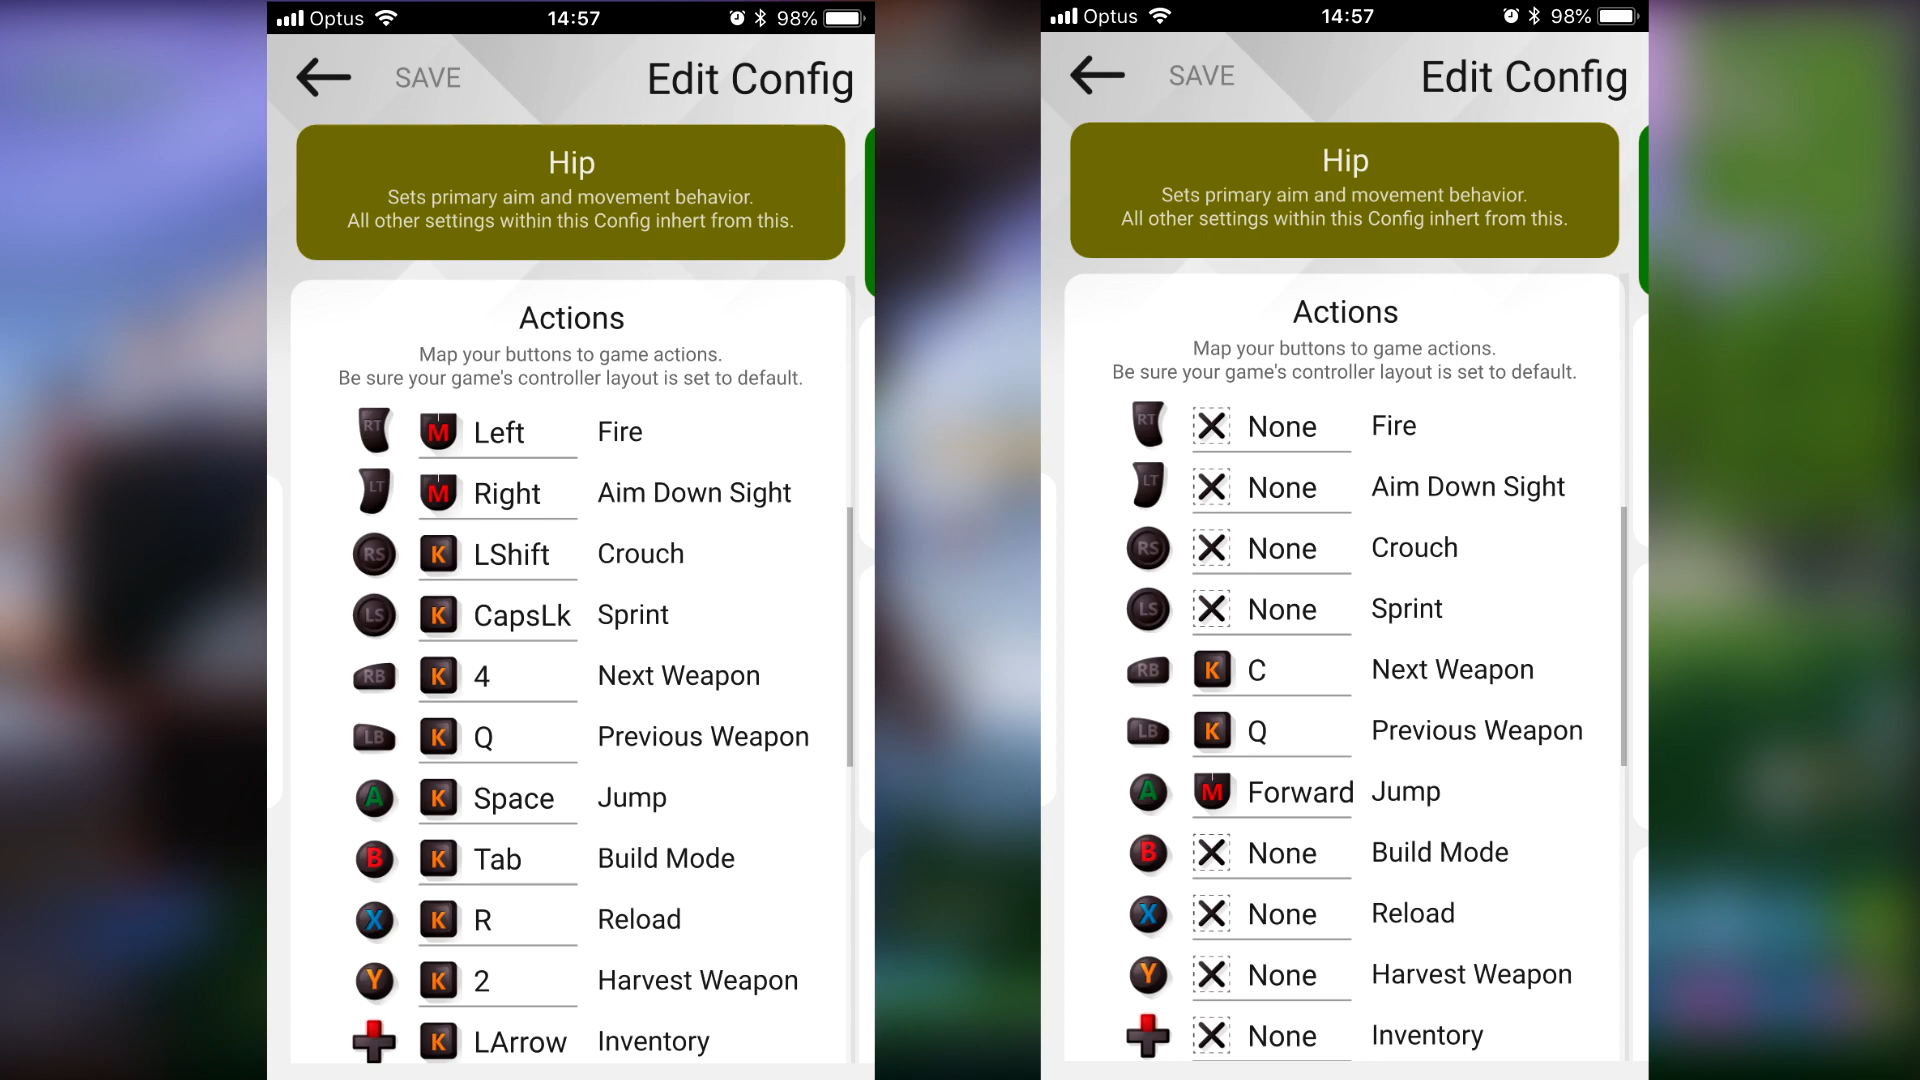 Optus 14:57 98%
SAVE Edit Config
Hip
Sets primary aim and movement behavior.
All other settings within this Config inhert from this.
Actions
Map your buttons to game actions.
Be sure your game's controller layout is set to default.
RT M Left Fire
LT M Right Aim Down Sight
RS K LShift Crouch
LS K CapsLk Sprint
RB K 4 Next Weapon
LB K Q Previous Weapon
A K Space Jump
B K Tab Build Mode
X K R Reload
Y K 2 Harvest Weapon
K LArrow Inventory
Optus 14:57 98%
SAVE Edit Config
Hip
Sets primary aim and movement behavior.
All other settings within this Config inhert from this.
Actions
Map your buttons to game actions.
Be sure your game's controller layout is set to default.
RT None Fire
LT None Aim Down Sight
RS None Crouch
LS None Sprint
RB K C Next Weapon
LB K Q Previous Weapon
A M Forward Jump
B None Build Mode
X None Reload
Y None Harvest Weapon
None Inventory